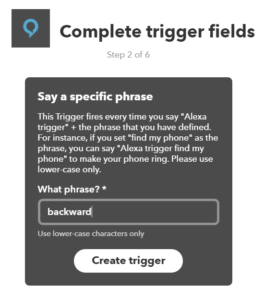 Complete trigger fields
Step 2 of 6
Say a specific phrase
This Trigger fires every time you say "Alexa
trigger" + the phrase that you have defined.
For instance, if you set "find my phone" as the
phrase, you can say "Alexa trigger find my
phone" to make your phone ring. Please use
lower-case only.
What phrase? *
backward
Use lower-case characters only
Create trigger